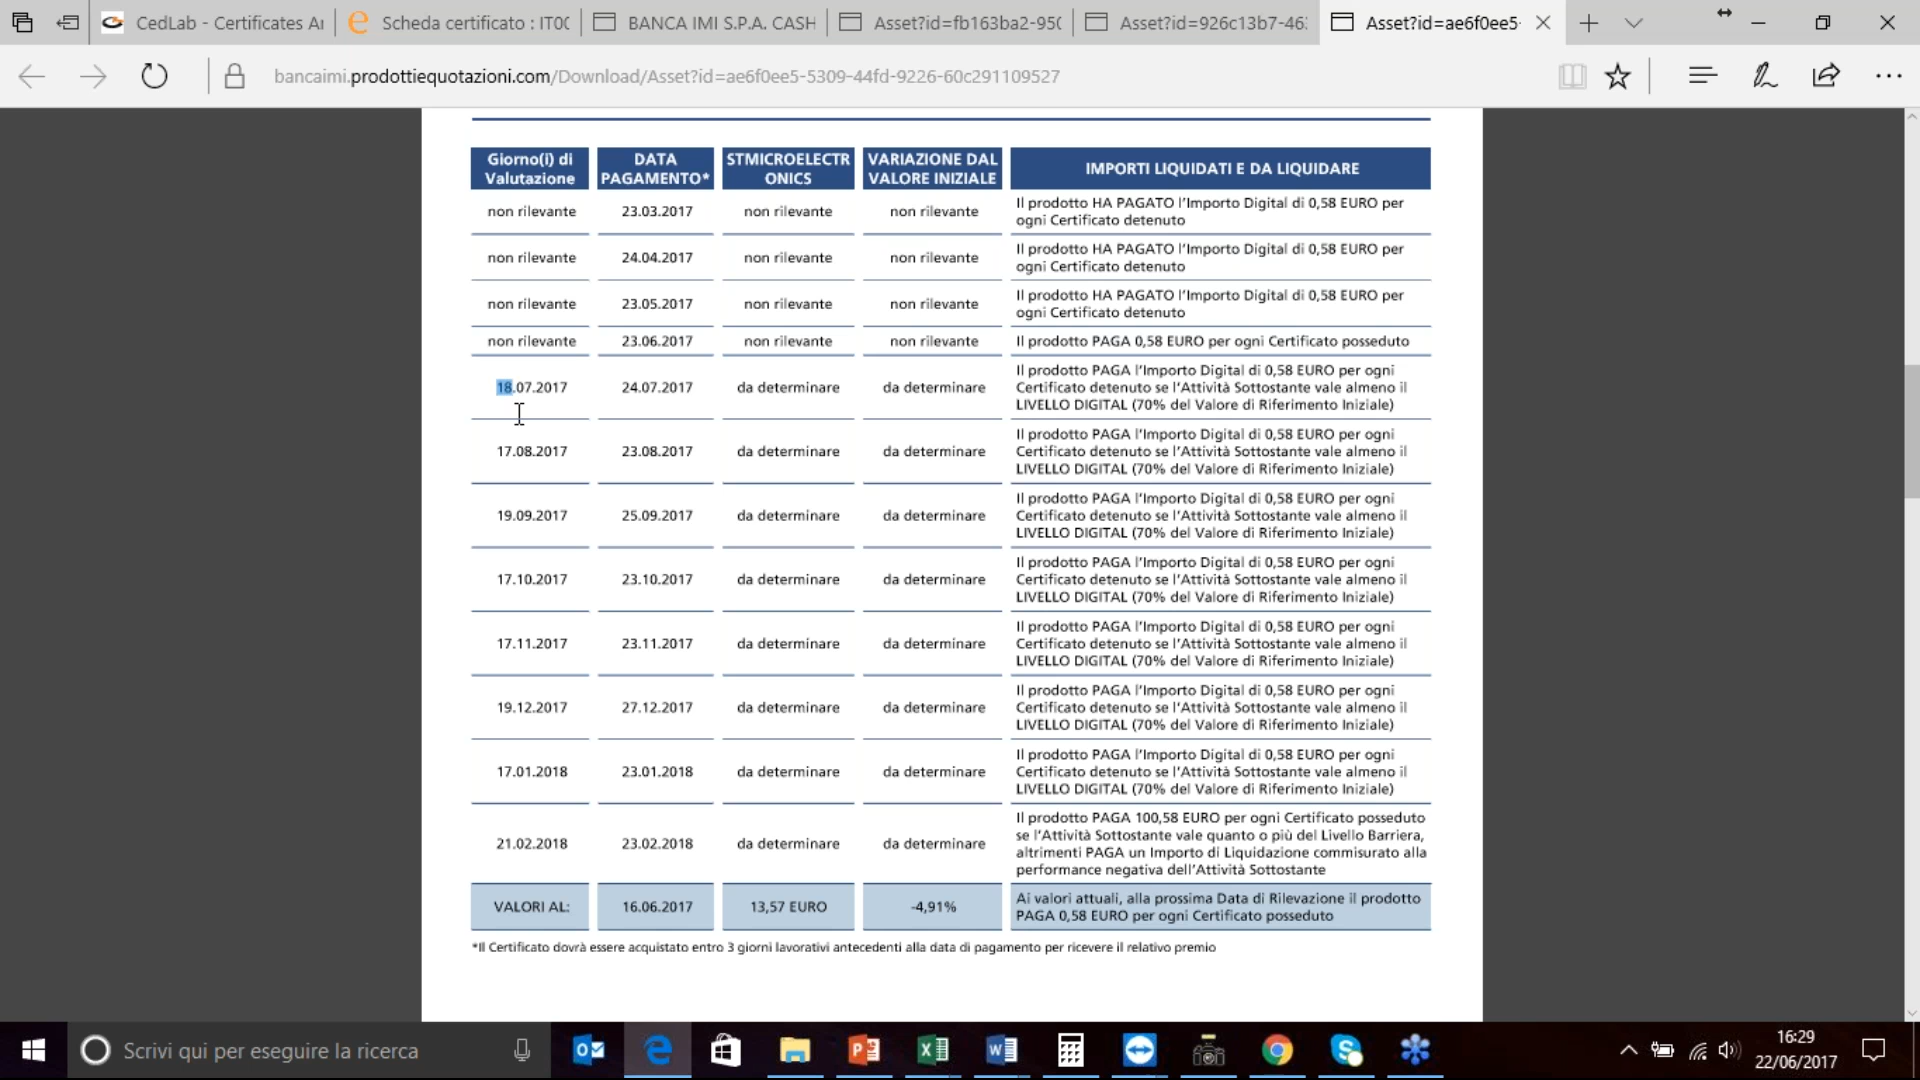 CedLab - Certificates Ar
Scheda certificato : IT00
BANCA IMI S.P.A. CASH
Asset?id=fb163ba2-950
Asset?id=926c13b7-463
Asset?id=ae6f0ee5-
bancaimi.prodottiequotazioni.com/Download/Asset?id=ae6f0ee5-5309-44fd-9226-60c291109527
Giorno(i) di Valutazione DATA PAGAMENTO* STMICROELECTR ONICS VARIAZIONE DAL VALORE INIZIALE IMPORTI LIQUIDATI E DA LIQUIDARE
non rilevante 23.03.2017 non rilevante non rilevante Il prodotto HA PAGATO l'Importo Digital di 0,58 EURO per
ogni Certificato detenuto
non rilevante 24.04.2017 non rilevante non rilevante Il prodotto HA PAGATO l'Importo Digital di 0,58 EURO per
ogni Certificato detenuto
non rilevante 23.05.2017 non rilevante non rilevante Il prodotto HA PAGATO l'Importo Digital di 0,58 EURO per
ogni Certificato detenuto
non rilevante 23.06.2017 non rilevante non rilevante Il prodotto PAGA 0,58 EURO per ogni Certificato posseduto
18.07.2017 24.07.2017 da determinare da determinare Il prodotto PAGA l'Importo Digital di 0,58 EURO per ogni
Certificato detenuto se l'Attività Sottostante vale almeno il
LIVELLO DIGITAL (70% del Valore di Riferimento Iniziale)
17.08.2017 23.08.2017 da determinare da determinare Il prodotto PAGA l'Importo Digital di 0,58 EURO per ogni
Certificato detenuto se l'Attività Sottostante vale almeno il
LIVELLO DIGITAL (70% del Valore di Riferimento Iniziale)
19.09.2017 25.09.2017 da determinare da determinare Il prodotto PAGA l'Importo Digital di 0,58 EURO per ogni
Certificato detenuto se l'Attività Sottostante vale almeno il
LIVELLO DIGITAL (70% del Valore di Riferimento Iniziale)
17.10.2017 23.10.2017 da determinare da determinare Il prodotto PAGA l'Importo Digital di 0,58 EURO per ogni
Certificato detenuto se l'Attività Sottostante vale almeno il
LIVELLO DIGITAL (70% del Valore di Riferimento Iniziale)
17.11.2017 23.11.2017 da determinare da determinare Il prodotto PAGA l'Importo Digital di 0,58 EURO per ogni
Certificato detenuto se l'Attività Sottostante vale almeno il
LIVELLO DIGITAL (70% del Valore di Riferimento Iniziale)
19.12.2017 27.12.2017 da determinare da determinare Il prodotto PAGA l'Importo Digital di 0,58 EURO per ogni
Certificato detenuto se l'Attività Sottostante vale almeno il
LIVELLO DIGITAL (70% del Valore di Riferimento Iniziale)
17.01.2018 23.01.2018 da determinare da determinare Il prodotto PAGA l'Importo Digital di 0,58 EURO per ogni
Certificato detenuto se l'Attività Sottostante vale almeno il
LIVELLO DIGITAL (70% del Valore di Riferimento Iniziale)
21.02.2018 23.02.2018 da determinare da determinare Il prodotto PAGA 100,58 EURO per ogni Certificato posseduto
se l'Attività Sottostante vale quanto o più del Livello Barriera,
altrimenti PAGA un Importo di Liquidazione commisurato alla
performance negativa dell'Attività Sottostante
VALORI AL: 16.06.2017 13,57 EURO -4,91% Ai valori attuali, alla prossima Data di Rilevazione il prodotto
PAGA 0,58 EURO per ogni Certificato posseduto
*Il Certificato dovrà essere acquistato entro 3 giorni lavorativi antecedenti alla data di pagamento per ricevere il relativo premio
Scrivi qui per eseguire la ricerca
16:29
22/06/2017